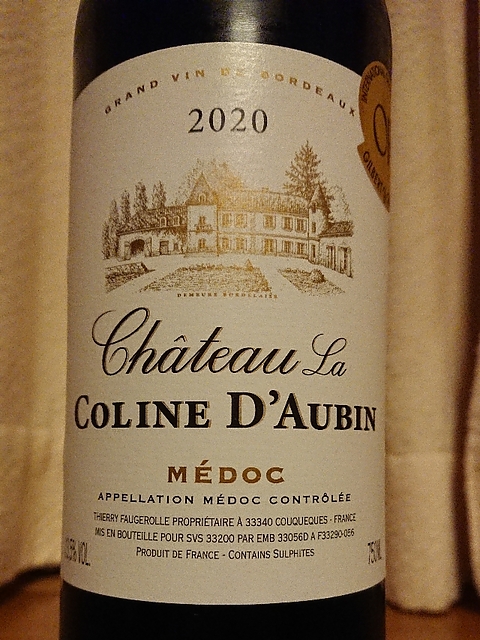 GRAND VIN DE BORDEAUX
2020
DEMEURE BORDELAISE
Château La
COLINE D'AUBIN
MÉDOC
APPELLATION MÉDOC CONTRÔLÉE
THIERRY FAUGEROLLE PROPRIÉTAIRE À 33340 COUQUEQUES - FRANCE
MIS EN BOUTEILLE POUR SVS 33200 PAR EMB 33056D A F33290-056
PRODUIT DE FRANCE - CONTAINS SULPHITES
VOL.